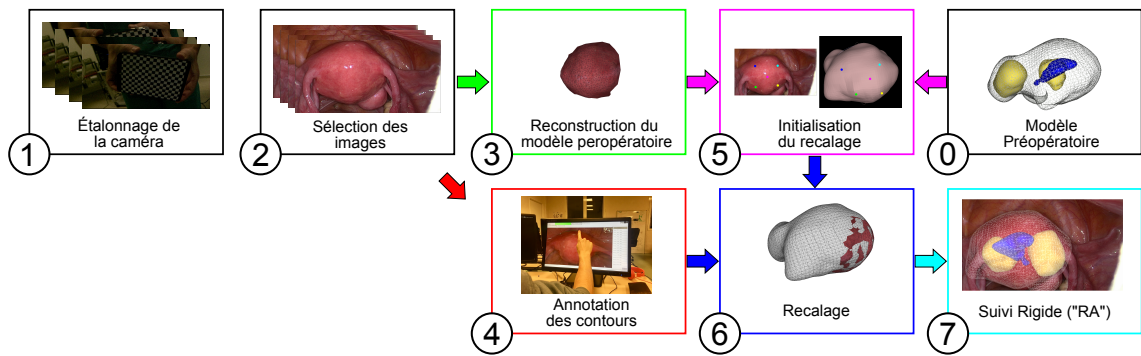 1
Étalonnage de
la caméra
2
Sélection des
images
3
Reconstruction du
modèle peropératoire
5
Initialisation
du recalage
0
Modèle
Préopératoire
4
Annotation
des contours
6
Recalage
7
Suivi Rigide ("RA")